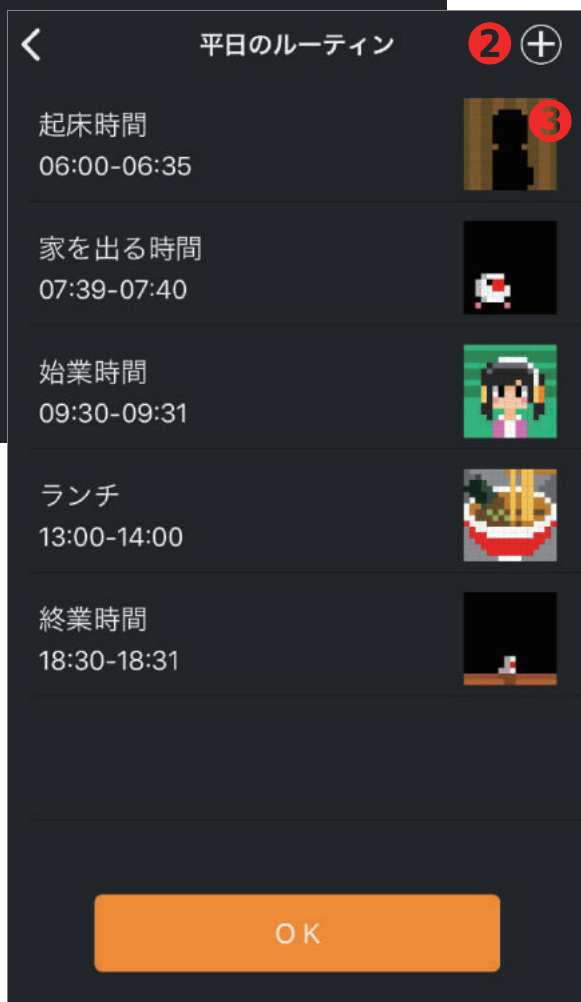 平日のルーティン ❷
起床時間 ❸
06:00-06:35
家を出る時間
07:39-07:40
始業時間
09:30-09:31
ランチ
13:00-14:00
終業時間
18:30-18:31
OK